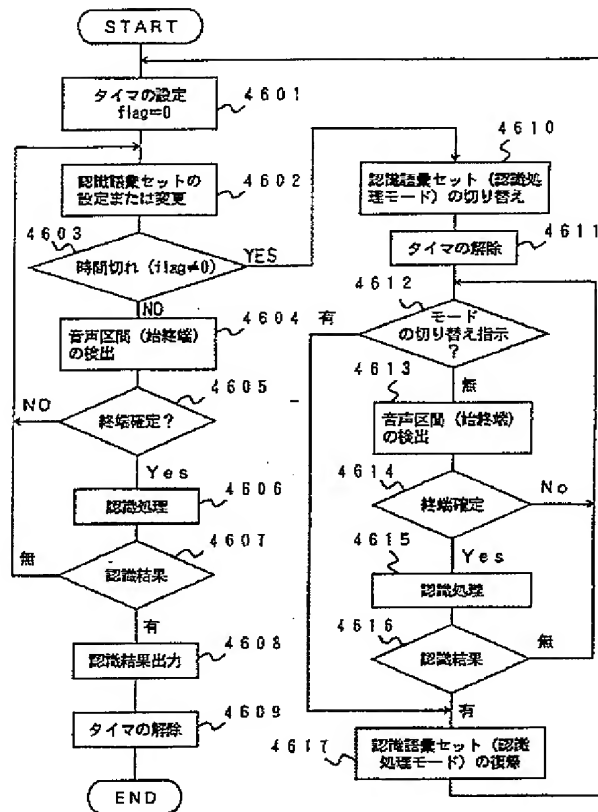 START
タイマの設定
flag=0
4601
認識語彙セットの
設定または変更
4602
4603
時間切れ (flag≠0)
YES
NO
音声区間(始終端)
の検出
4604
終端確定?
4605
NO
Yes
認識処理
4606
認識結果
4607
無
有
認識結果出力
4608
タイマの解除
4609
END
4610
認識語彙セット(認識処
理モード)の切り替え
タイマの解除
4611
4612
モード
の切り替え指示
?
有
無
4613
音声区間(始終端)
の検出
4614
終端確定
No
Yes
4615
認識処理
4616
認識結果
無
有
4617
認識語彙セット(認識
処理モード)の復帰